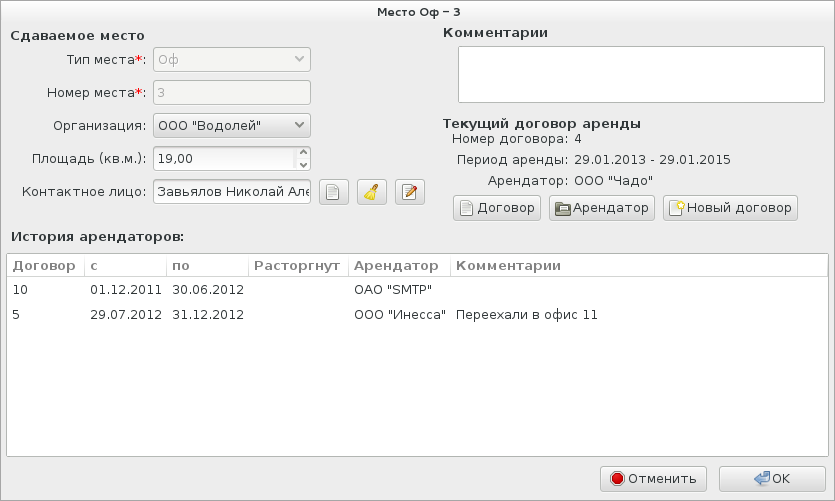 Место Оф – 3
Сдаваемое место
Тип места*: Оф
Номер места*: 3
Организация: ООО "Водолей"
Площадь (кв.м.): 19,00
Контактное лицо: Завьялов Николай Але
Комментарии
Текущий договор аренды
Номер договора: 4
Период аренды: 29.01.2013 - 29.01.2015
Арендатор: ООО "Чадо"
Договор Арендатор Новый договор
История арендаторов:
Договор с по Расторгнут Арендатор Комментарии
10 01.12.2011 30.06.2012 ОАО "SMTP"
5 29.07.2012 31.12.2012 ООО "Инесса" Переехали в офис 11
Отменить OK